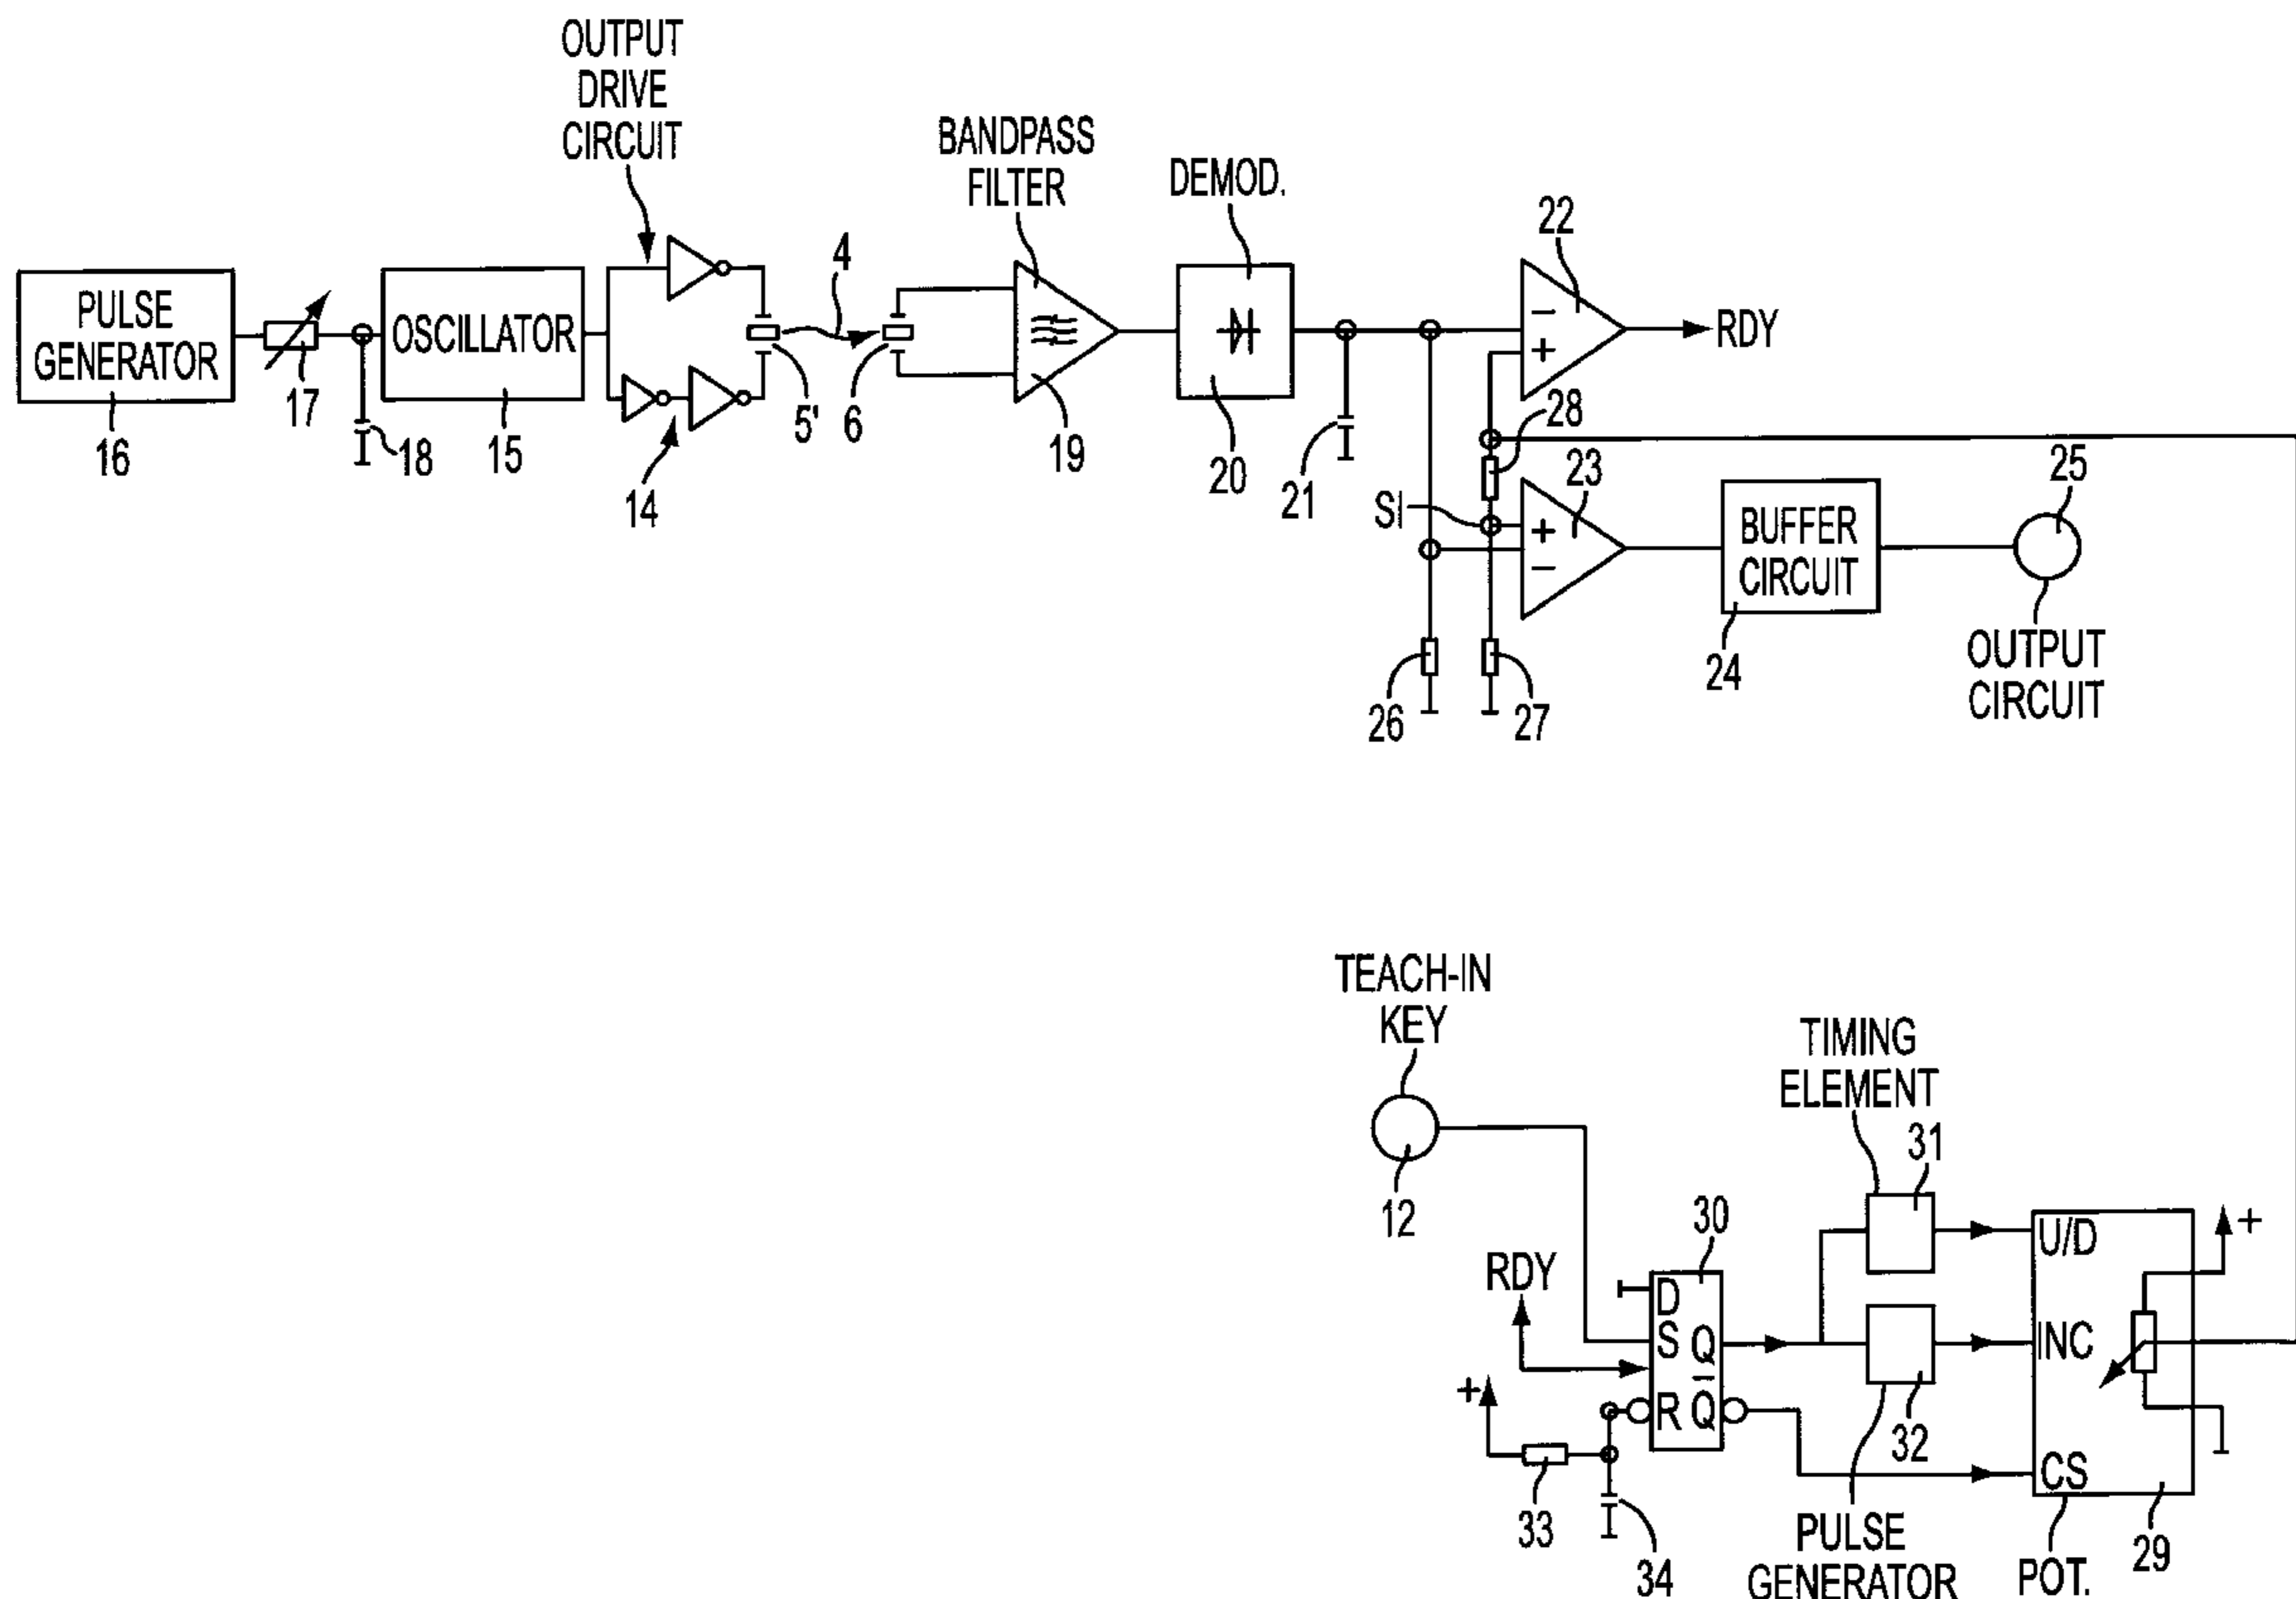 OUTPUT
DRIVE
CIRCUIT
BANDPASS
FILTER
DEMOD.
PULSE
GENERATOR
16
17
18
OSCILLATOR
15
14
5'
4
6
19
20
21
22
−
+
RDY
28
SI
23
+
−
BUFFER
CIRCUIT
24
25
OUTPUT
CIRCUIT
26
27
TEACH-IN
KEY
12
TIMING
ELEMENT
31
30
RDY
D
S Q
R Q̅
+
33
34
32
PULSE
GENERATOR
U/D
INC
CS
+
POT.
29